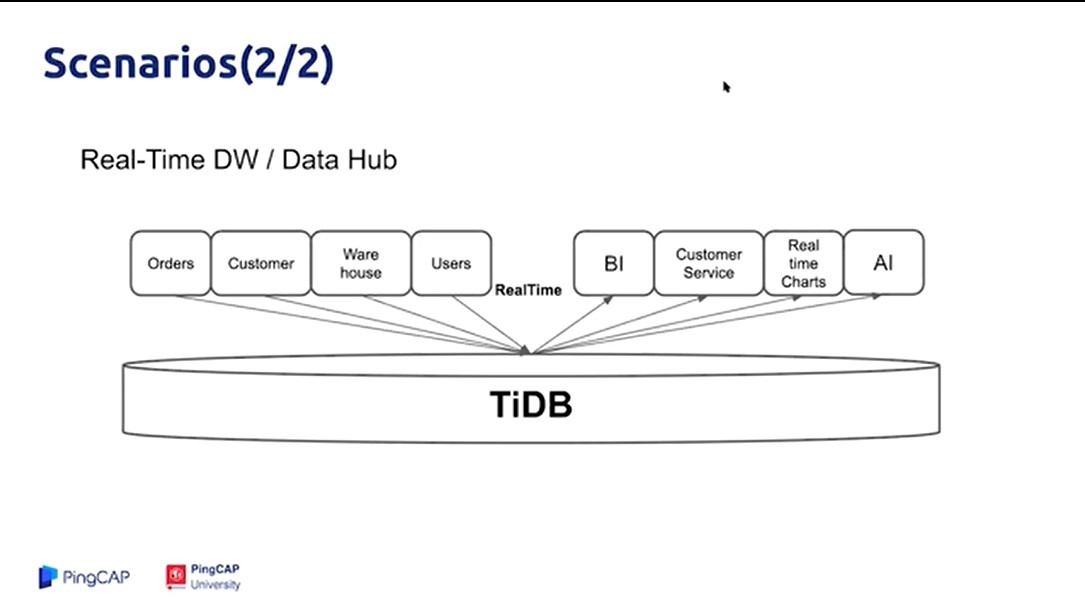 Scenarios(2/2)
Real-Time DW / Data Hub
Orders
Customer
Ware
house
Users
RealTime
BI
Customer
Service
Real
time
Charts
AI
TiDB
PingCAP
PingCAP
University